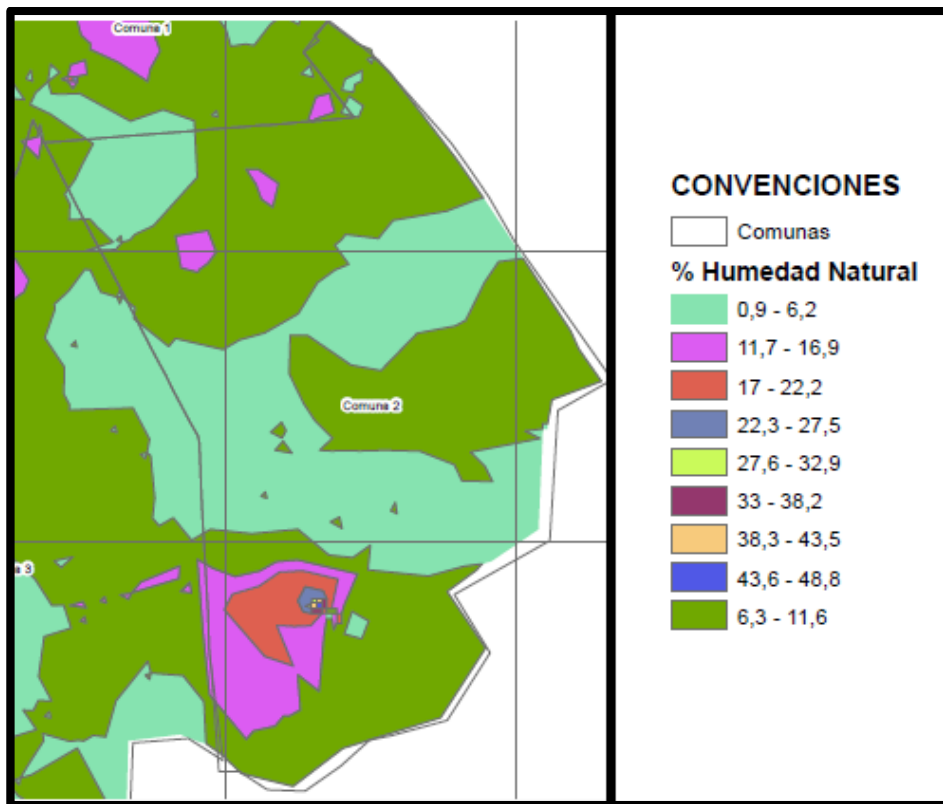 Comuna 1
Comuna 2
a 3
CONVENCIONES
Comunas
% Humedad Natural
0,9 - 6,2
11,7 - 16,9
17 - 22,2
22,3 - 27,5
27,6 - 32,9
33 - 38,2
38,3 - 43,5
43,6 - 48,8
6,3 - 11,6